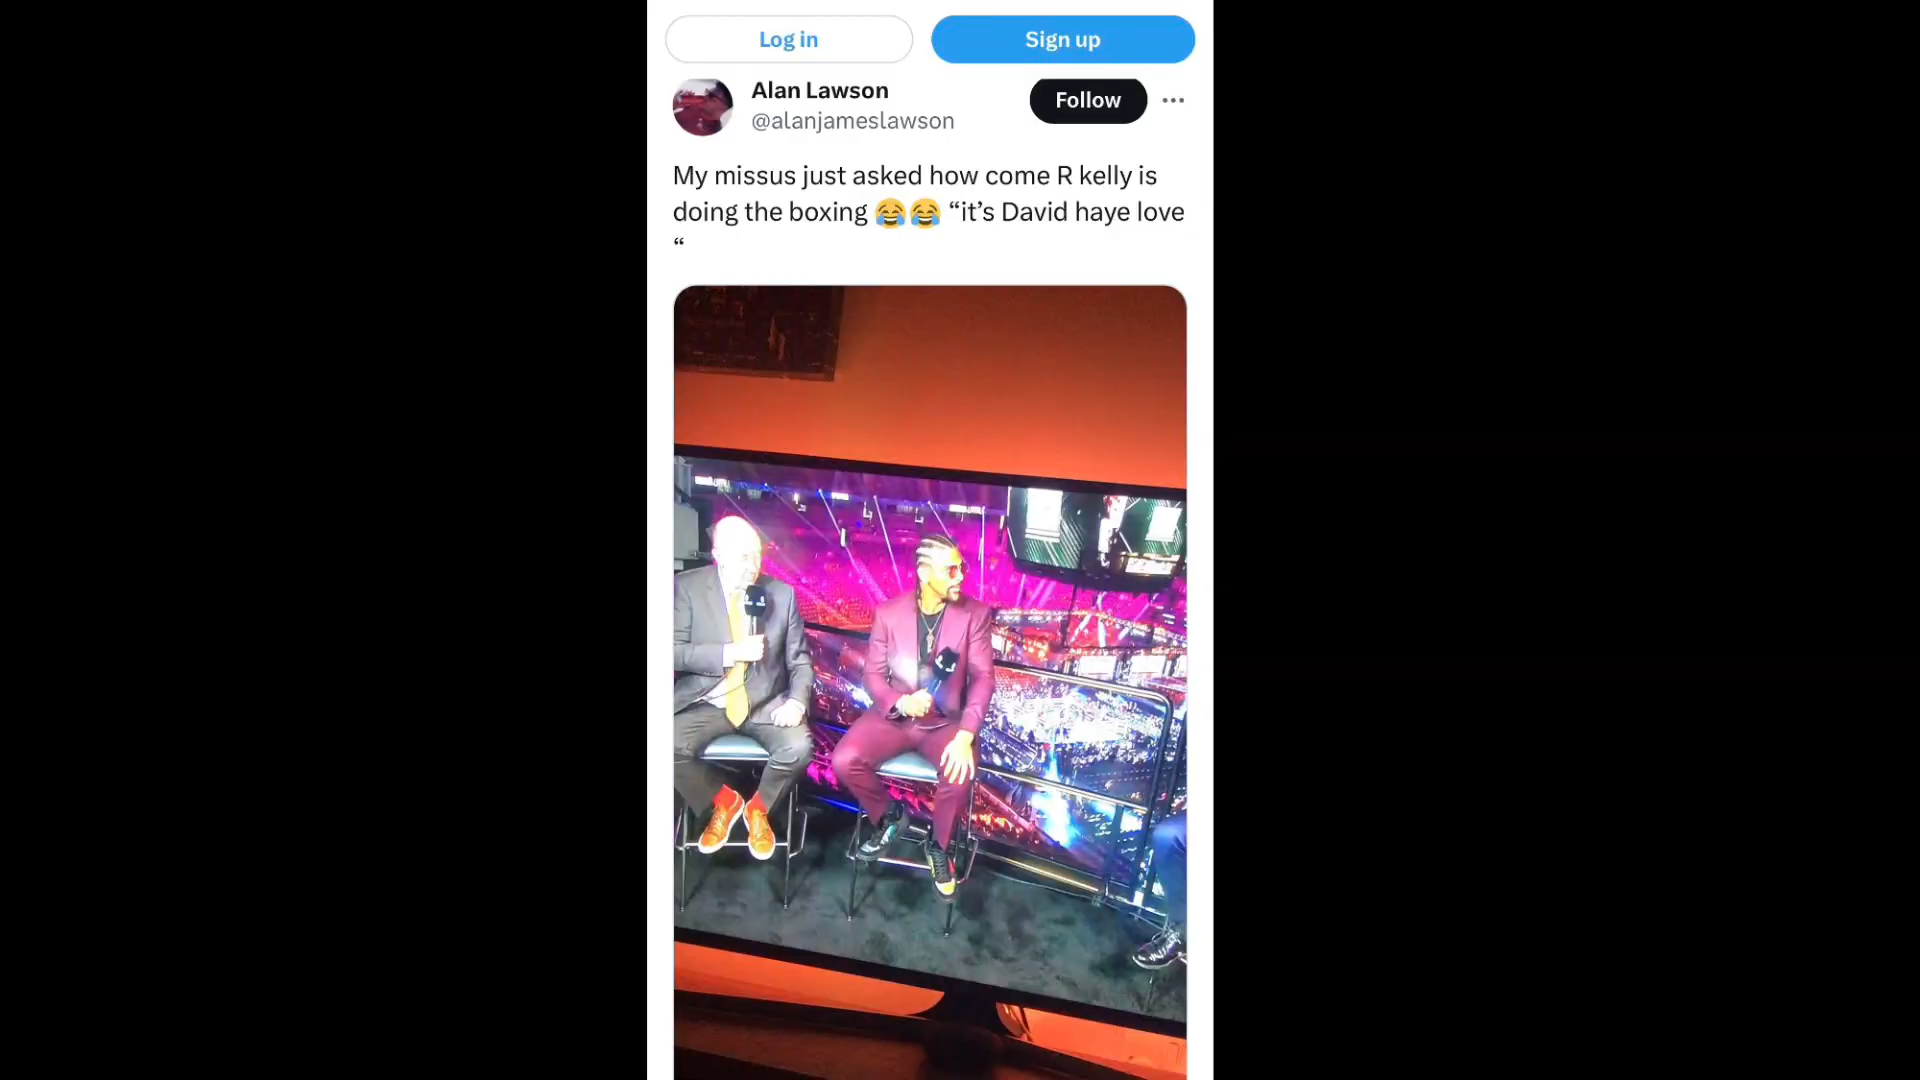 Log in
Sign up
Alan Lawson
Follow
@alanjameslawson
My missus just asked how come R kelly is
doing the boxing 😂😂 “it’s David haye love
“